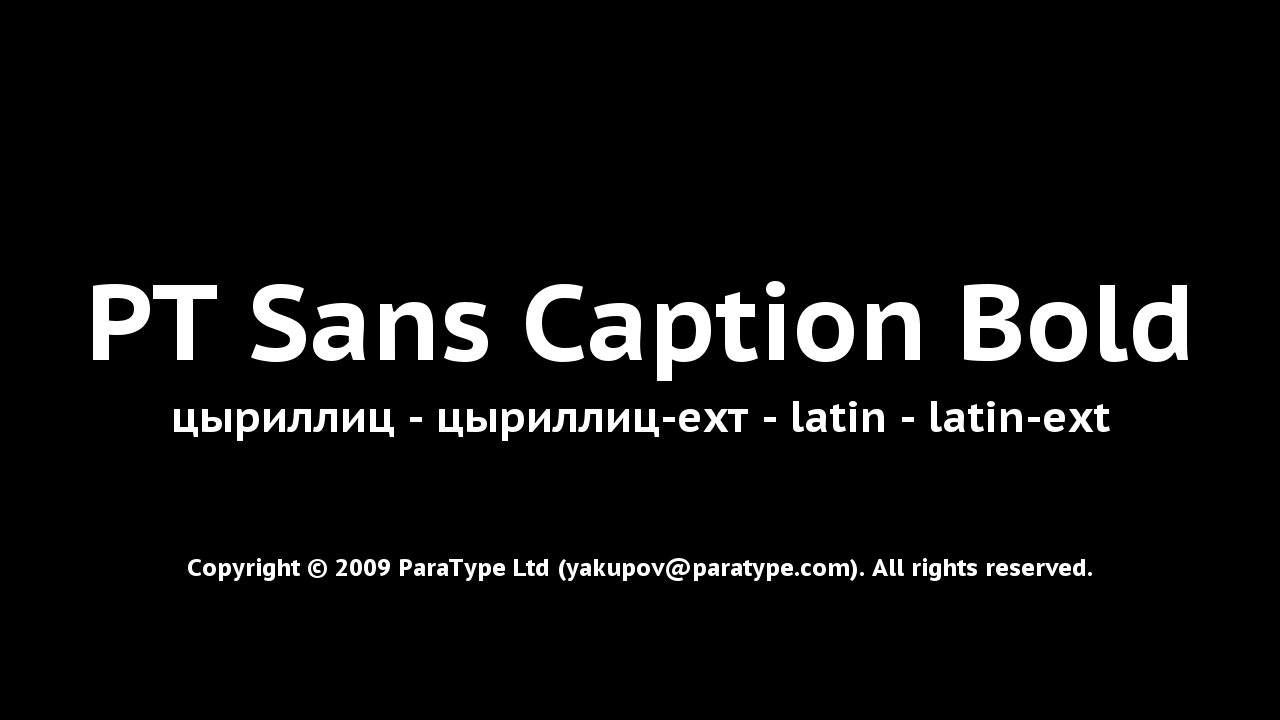 PT Sans Caption Bold
цыриллиц - цыриллиц-ехт - latin - latin-ext
Copyright © 2009 ParaType Ltd (yakupov@paratype.com). All rights reserved.